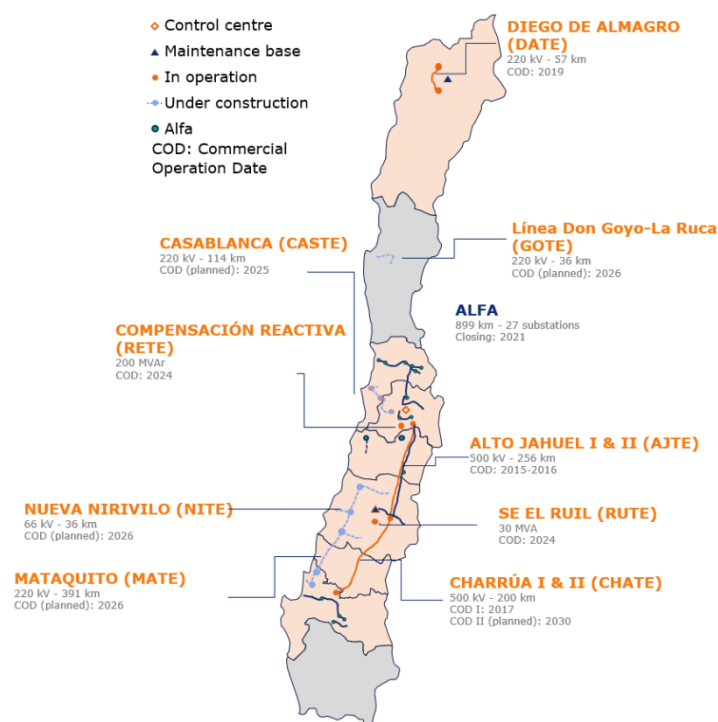 Control centre
Maintenance base
In operation
Under construction
Alfa
COD: Commercial
Operation Date
DIEGO DE ALMAGRO
(DATE)
220 kV - 57 km
COD: 2019
CASABLANCA (CASTE)
220 kV - 114 km
COD (planned): 2025
Línea Don Goyo-La Ruca
(GOTE)
220 kV - 36 km
COD (planned): 2026
ALFA
899 km - 27 substations
Closing: 2021
COMPENSACIÓN REACTIVA
(RETE)
200 MVAr
COD: 2024
ALTO JAHUEL I & II (AJTE)
500 kV - 256 km
COD: 2015-2016
NUEVA NIRIVILO (NITE)
66 kV - 36 km
COD (planned): 2026
SE EL RUIL (RUTE)
30 MVA
COD: 2024
MATAQUITO (MATE)
220 kV - 391 km
COD (planned): 2026
CHARRÚA I & II (CHATE)
500 kV - 200 km
COD I: 2017
COD II (planned): 2030